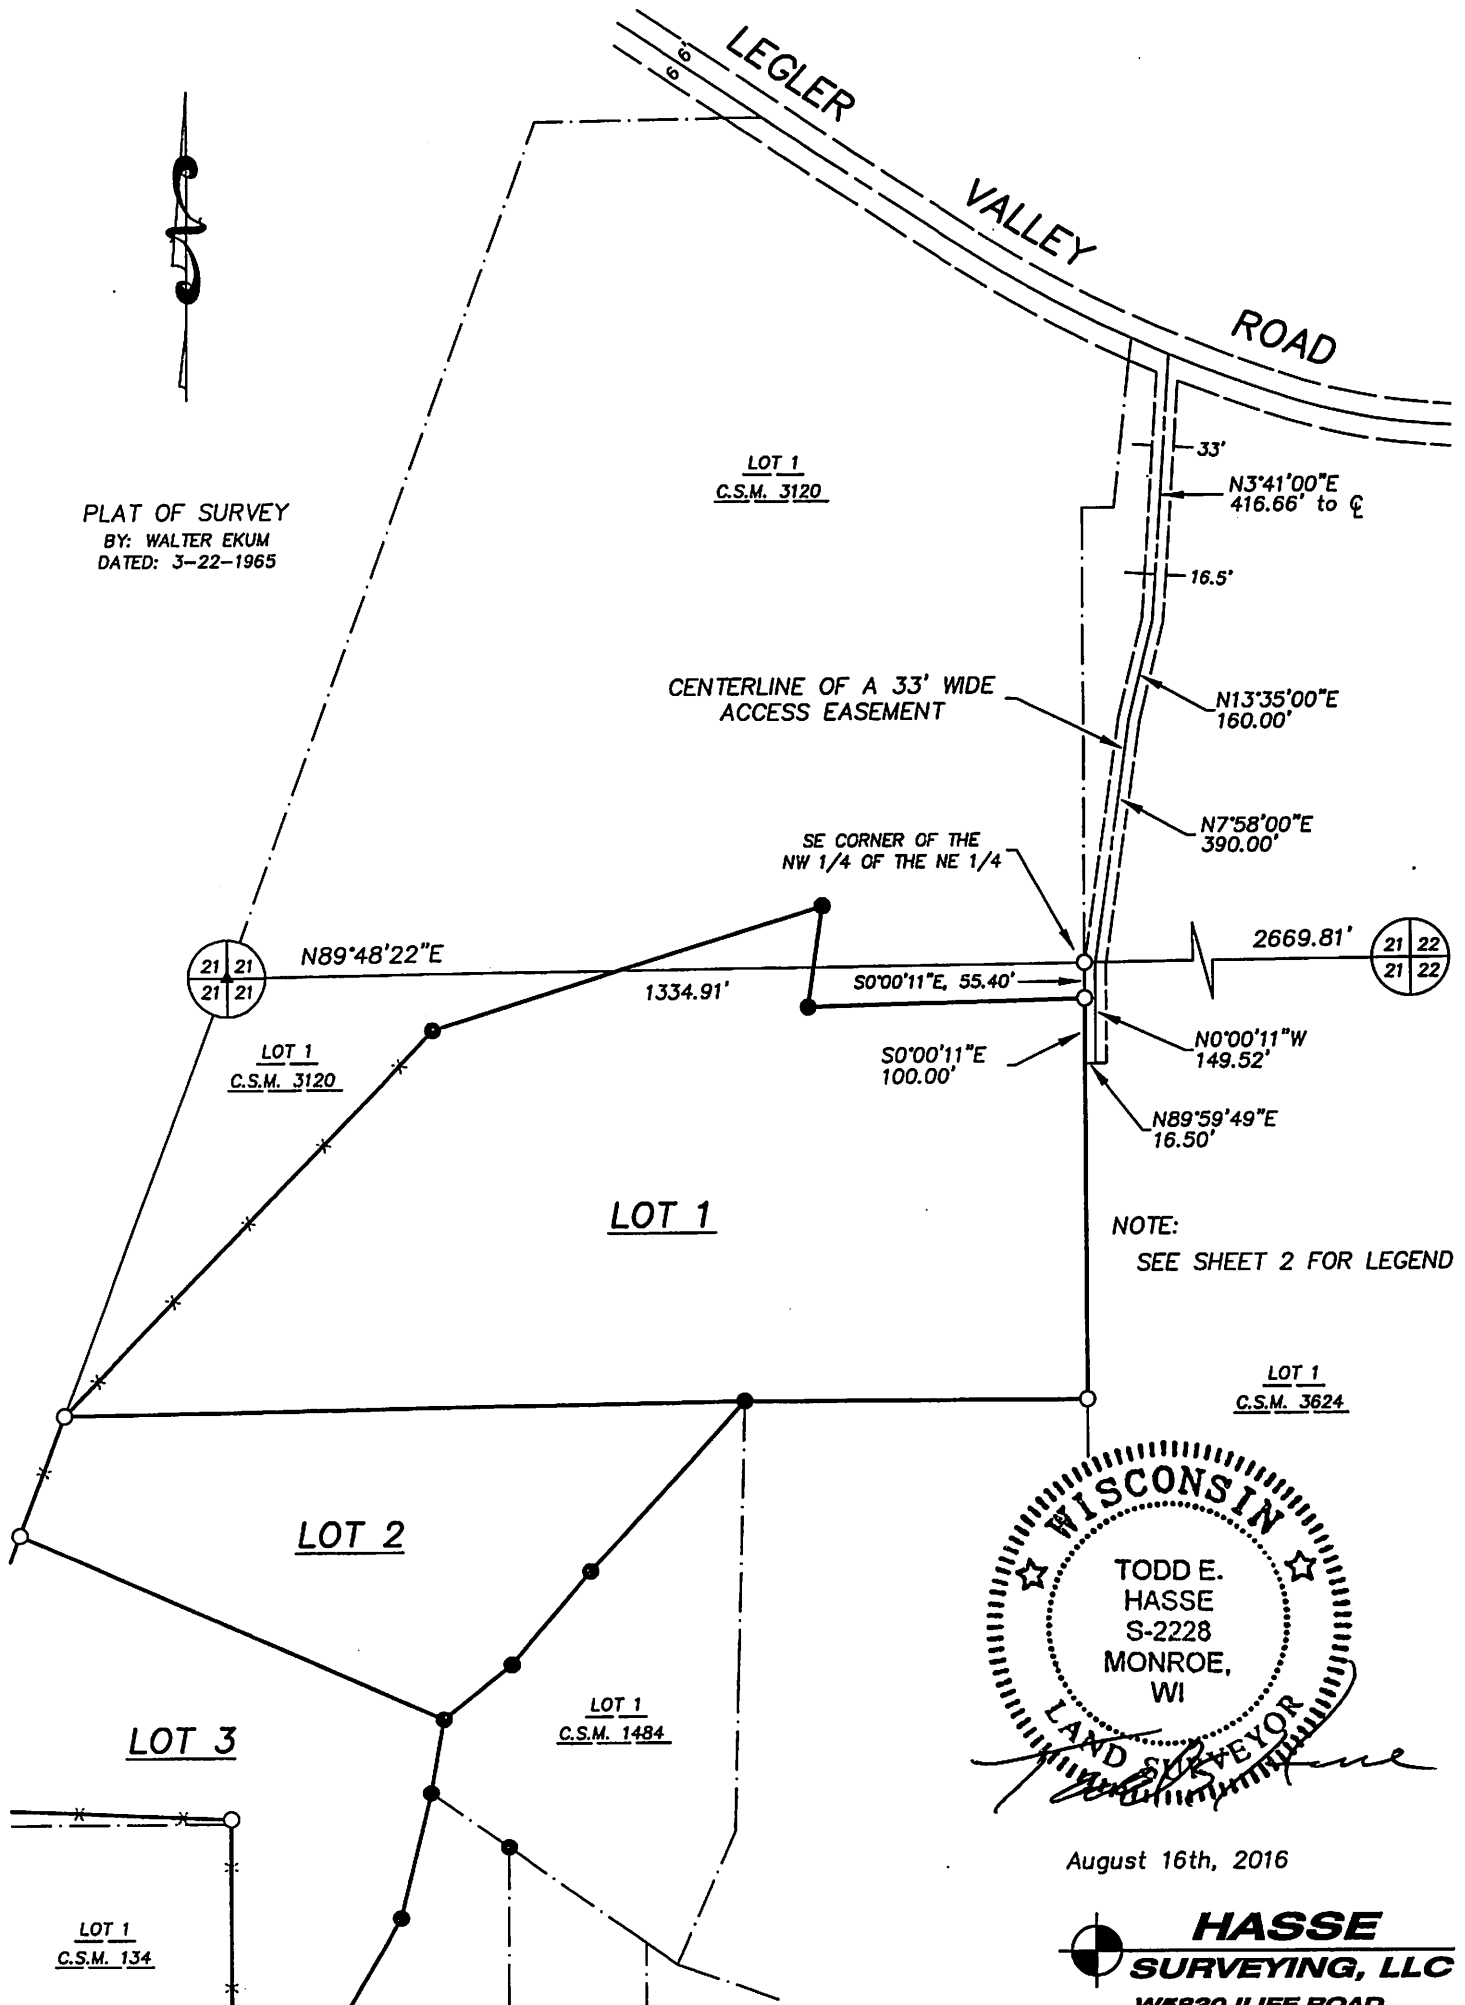 LEGLER VALLEY ROAD
66'
PLAT OF SURVEY
BY: WALTER EKUM
DATED: 3-22-1965
LOT 1
C.S.M. 3120
33'
N3°41'00"E
416.66' to ℄
16.5'
CENTERLINE OF A 33' WIDE
ACCESS EASEMENT
N13°35'00"E
160.00'
N7°58'00"E
390.00'
SE CORNER OF THE
NW 1/4 OF THE NE 1/4
21 21
21 21
N89°48'22"E
1334.91'
2669.81'
21 22
21 22
S0°00'11"E, 55.40'
LOT 1
C.S.M. 3120
S0°00'11"E
100.00'
N0°00'11"W
149.52'
N89°59'49"E
16.50'
LOT 1
NOTE:
SEE SHEET 2 FOR LEGEND
LOT 1
C.S.M. 3624
LOT 2
WISCONSIN
TODD E.
HASSE
S-2228
MONROE,
WI
LAND SURVEYOR
LOT 1
C.S.M. 1484
LOT 3
August 16th, 2016
LOT 1
C.S.M. 134
HASSE
SURVEYING, LLC